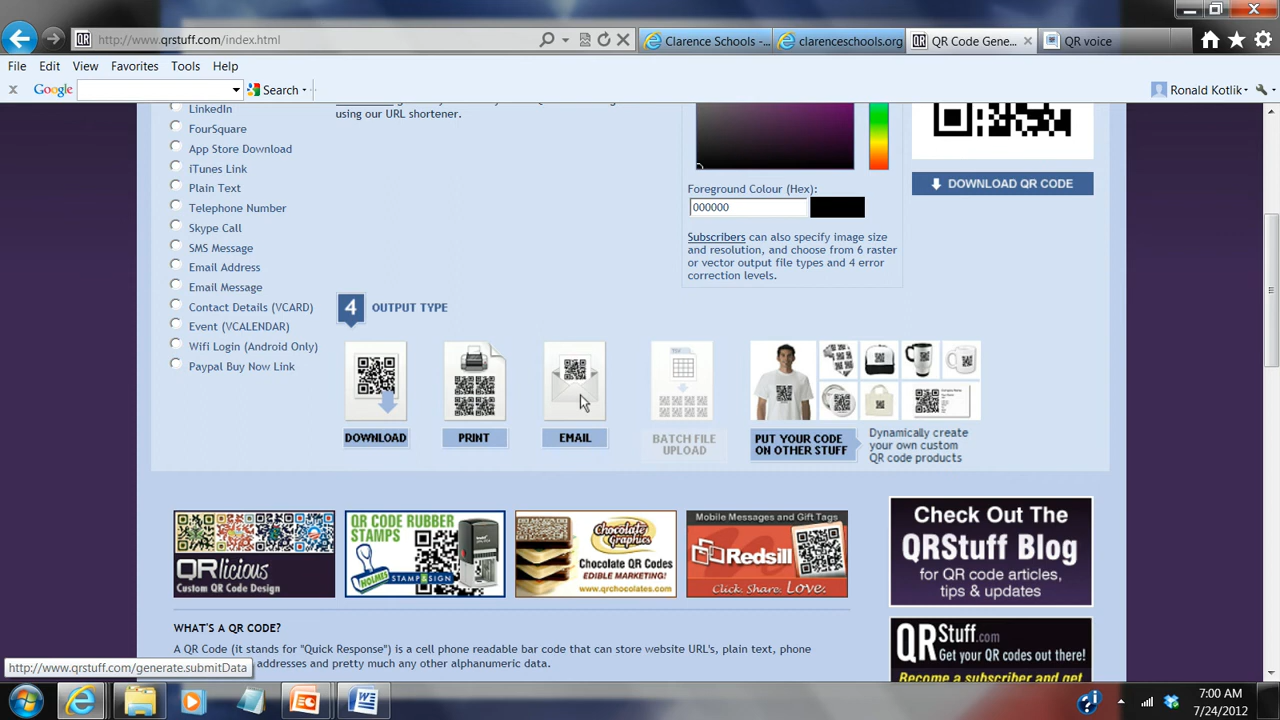 http://www.qrstuff.com/index.html
Clarence Schools -...
clarenceschools.org
QR Code Gene...
QR voice
File Edit View Favorites Tools Help
Google
Search
Ronald Kotlik
LinkedIn
FourSquare
App Store Download
iTunes Link
Plain Text
Telephone Number
Skype Call
SMS Message
Email Address
Email Message
Contact Details (VCARD)
Event (VCALENDAR)
Wifi Login (Android Only)
Paypal Buy Now Link
using our URL shortener.
Foreground Colour (Hex):
000000
Subscribers can also specify image size
and resolution, and choose from 6 raster
or vector output file types and 4 error
correction levels.
DOWNLOAD QR CODE
4 OUTPUT TYPE
DOWNLOAD
PRINT
EMAIL
BATCH FILE
UPLOAD
PUT YOUR CODE
ON OTHER STUFF
Dynamically create
your own custom
QR code products
QRlicious
Custom QR Code Design
QR CODE RUBBER
STAMPS
HOLMES STAMP & SIGN
Chocolate
Graphics
Chocolate QR Codes
EDIBLE MARKETING!
www.qrchocolates.com
Mobile Messages and Gift Tags
Redsill
Click. Share. Love.
Check Out The
QRStuff Blog
for QR code articles,
tips & updates
QRStuff.com
Get your QR codes out there!
Become a subscriber and get
WHAT'S A QR CODE?
A QR Code (it stands for "Quick Response") is a cell phone readable bar code that can store website URL's, plain text, phone
addresses and pretty much any other alphanumeric data.
http://www.qrstuff.com/generate.submitData
7:00 AM
7/24/2012